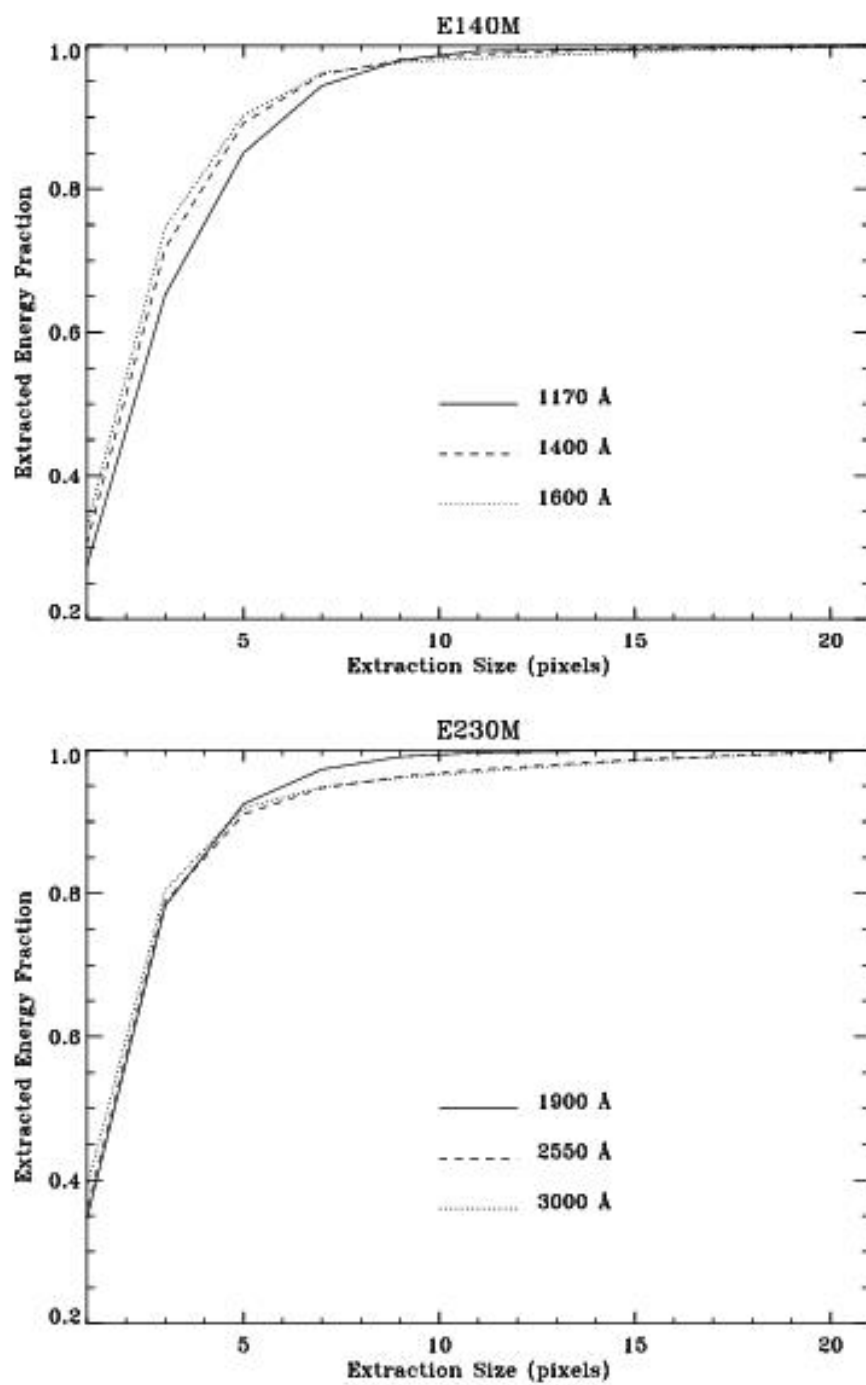 E140M
1.0
0.8
0.6
0.4
0.2
Extracted Energy Fraction
1170 Å
1400 Å
1600 Å
5
10
15
20
Extraction Size (pixels)
E230M
1.0
0.8
0.6
0.4
0.2
Extracted Energy Fraction
1900 Å
2550 Å
3000 Å
5
10
15
20
Extraction Size (pixels)